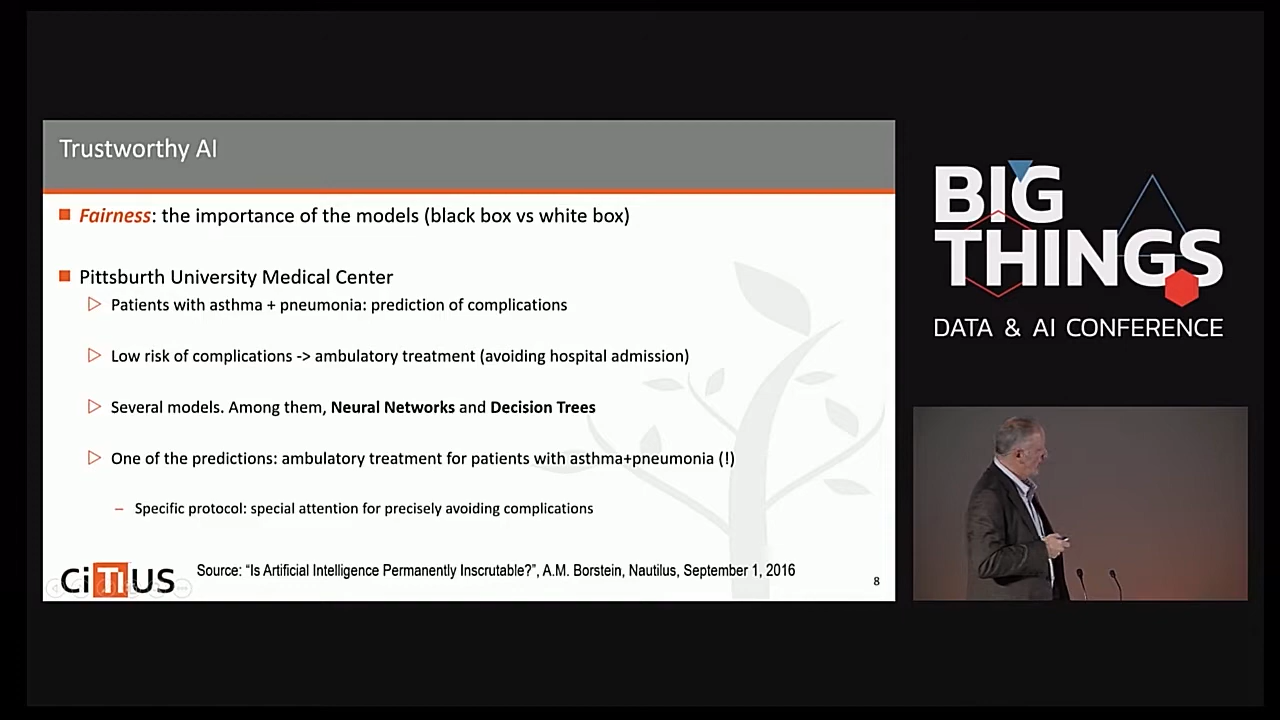 Trustworthy AI
Fairness: the importance of the models (black box vs white box)
Pittsburth University Medical Center
Patients with asthma + pneumonia: prediction of complications
Low risk of complications -> ambulatory treatment (avoiding hospital admission)
Several models. Among them, Neural Networks and Decision Trees
One of the predictions: ambulatory treatment for patients with asthma+pneumonia (!)
– Specific protocol: special attention for precisely avoiding complications
CiTIUS
Source: “Is Artificial Intelligence Permanently Inscrutable?”, A.M. Borstein, Nautilus, September 1, 2016
8
BIG
THINGS
DATA & AI CONFERENCE